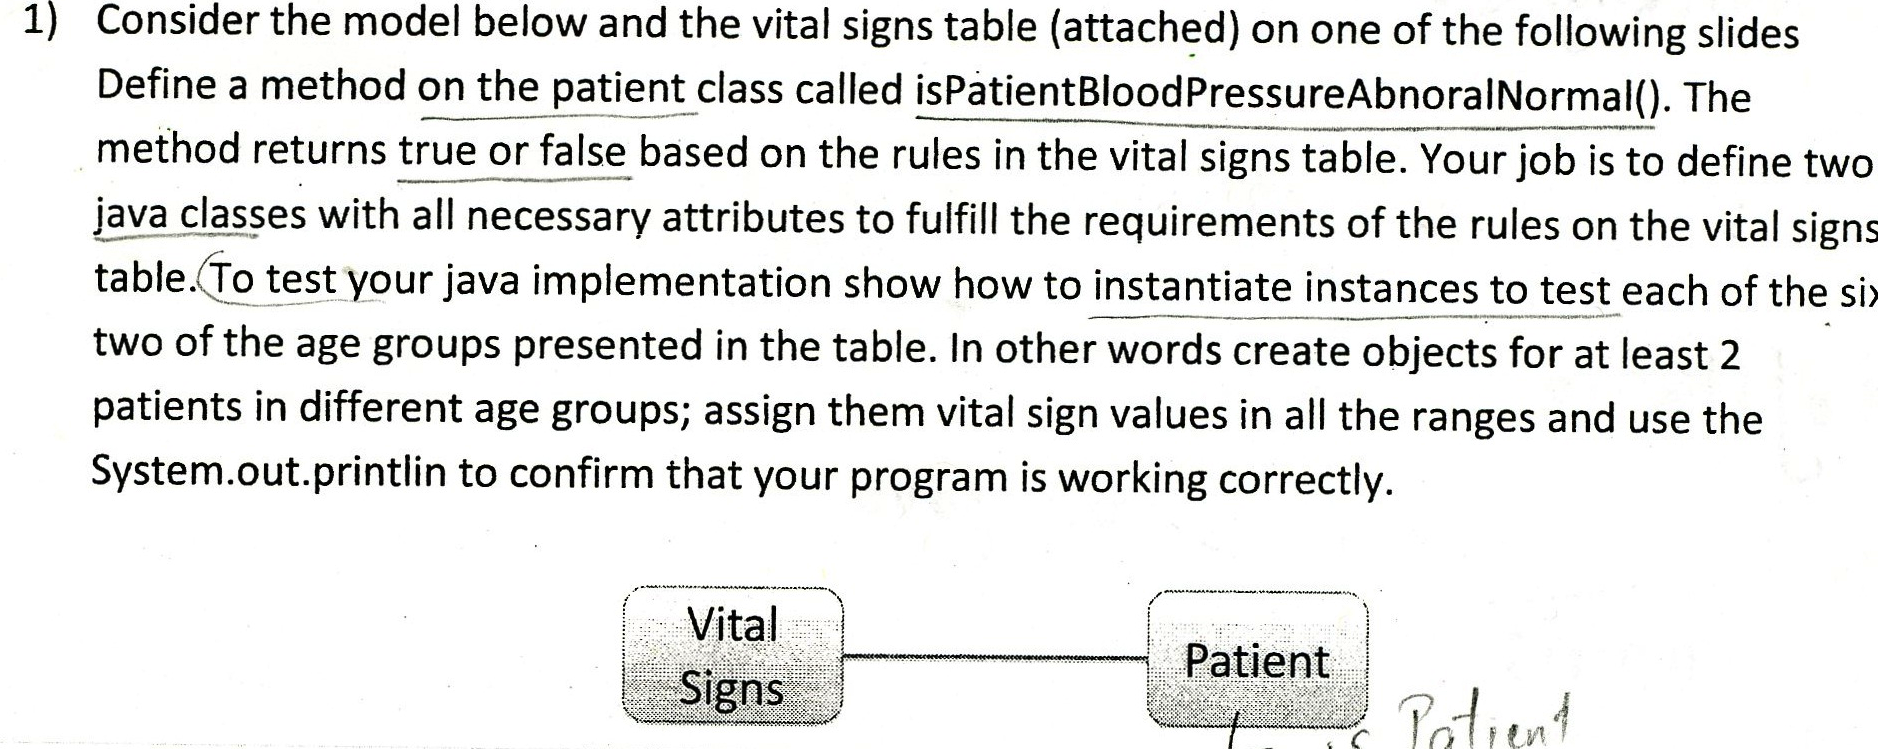 1) Consider the model below and the vital signs table (attached) on one of the following slides
Define a method on the patient class called isPatientBloodPressureAbnoralNormal(). The
method returns true or false based on the rules in the vital signs table. Your job is to define two
java classes with all necessary attributes to fulfill the requirements of the rules on the vital signs
table. (To test your java implementation show how to instantiate instances to test each of the six
two of the age groups presented in the table. In other words create objects for at least 2
patients in different age groups; assign them vital sign values in all the ranges and use the
System.out.printlin to confirm that your program is working correctly.
Vital
Signs
Patient
Patient